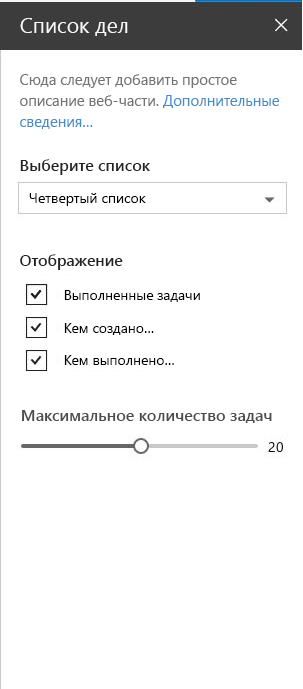 Список дел
Сюда следует добавить простое
описание веб-части. Дополнительные
сведения...
Выберите список
Четвертый список
Отображение
Выполненные задачи
Кем создано...
Кем выполнено...
Максимальное количество задач
20